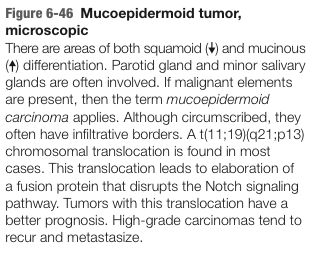 Figure 6-46 Mucoepidermoid tumor,
microscopic
There are areas of both squamoid (🡇) and mucinous
(🡅) differentiation. Parotid gland and minor salivary
glands are often involved. If malignant elements
are present, then the term mucoepidermoid
carcinoma applies. Although circumscribed, they
often have infiltrative borders. A t(11;19)(q21;p13)
chromosomal translocation is found in most
cases. This translocation leads to elaboration of
a fusion protein that disrupts the Notch signaling
pathway. Tumors with this translocation have a
better prognosis. High-grade carcinomas tend to
recur and metastasize.